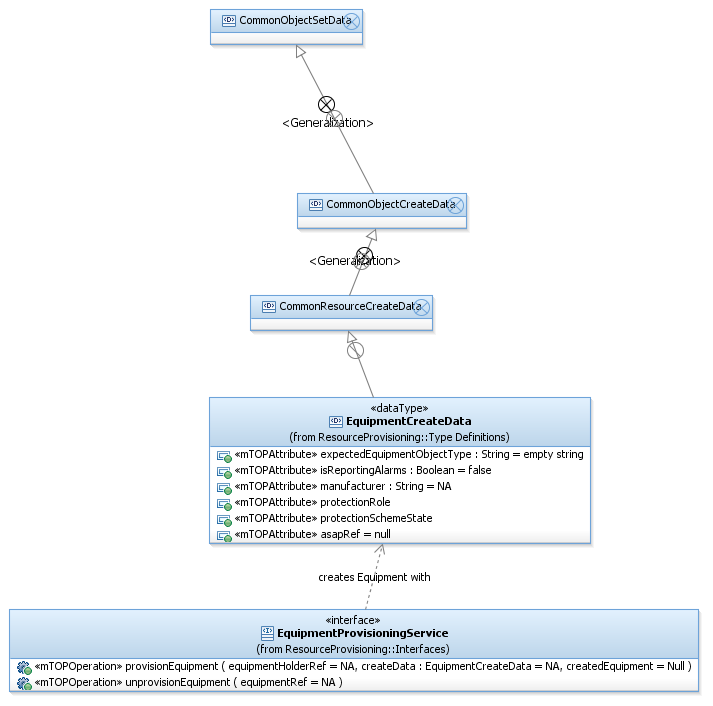 CommonObjectSetData
<Generalization>
CommonObjectCreateData
<Generalization>
CommonResourceCreateData
«dataType»
EquipmentCreateData
(from ResourceProvisioning::Type Definitions)
«mTOPAttribute» expectedEquipmentObjectType : String = empty string
«mTOPAttribute» isReportingAlarms : Boolean = false
«mTOPAttribute» manufacturer : String = NA
«mTOPAttribute» protectionRole
«mTOPAttribute» protectionSchemeState
«mTOPAttribute» asapRef = null
creates Equipment with
«interface»
EquipmentProvisioningService
(from ResourceProvisioning::Interfaces)
«mTOPOperation» provisionEquipment ( equipmentHolderRef = NA, createData : EquipmentCreateData = NA, createdEquipment = Null )
«mTOPOperation» unprovisionEquipment ( equipmentRef = NA )